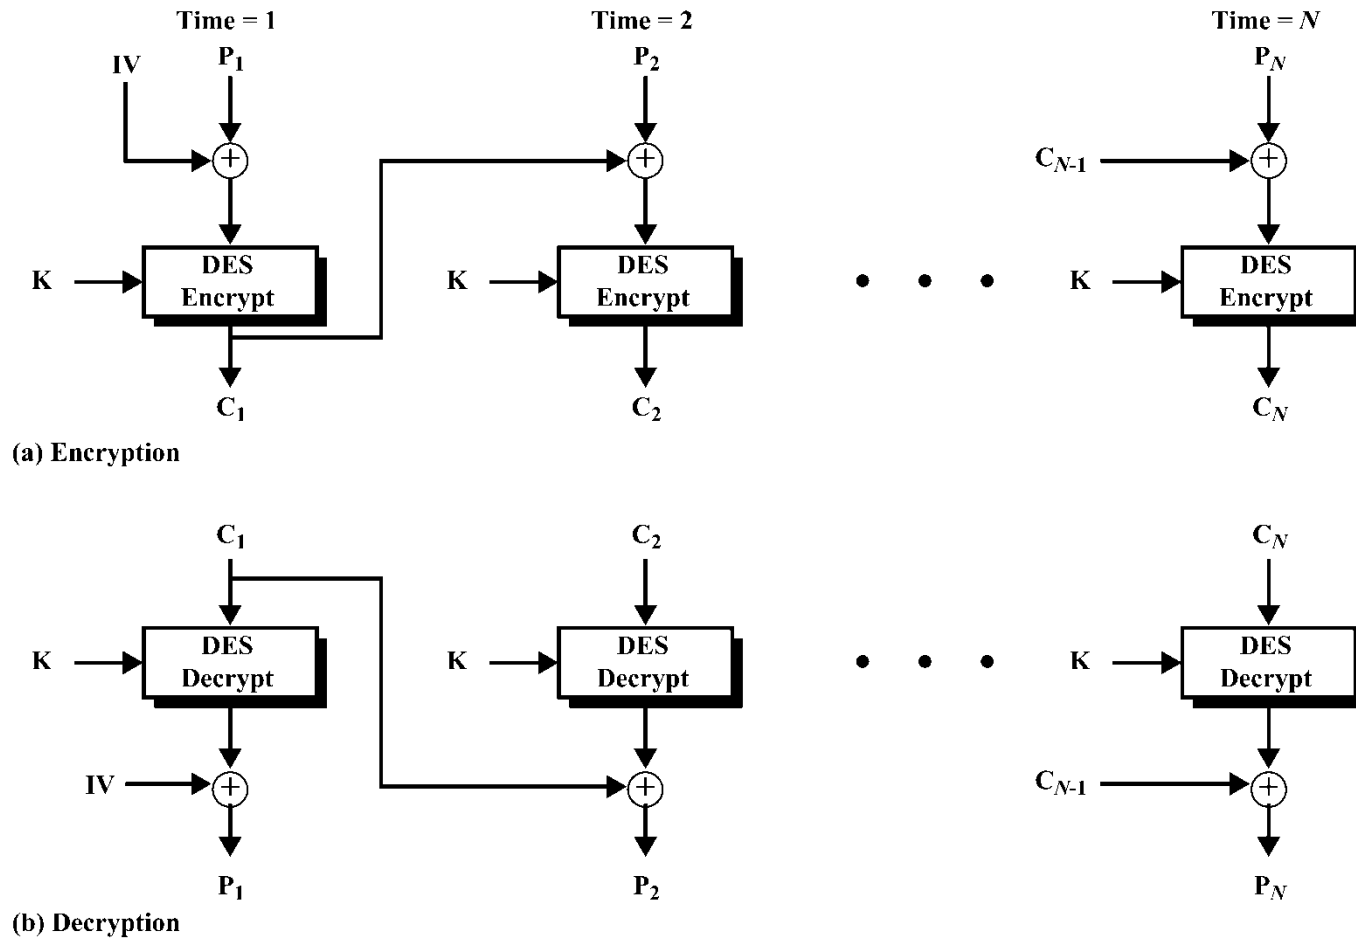 Time = 1 Time = 2 Time = N
IV P1 P2 PN
+ + CN-1 +
K DES Encrypt K DES Encrypt • • • K DES Encrypt
C1 C2 CN
(a) Encryption
C1 C2 CN
K DES Decrypt K DES Decrypt • • • K DES Decrypt
IV + + CN-1 +
P1 P2 PN
(b) Decryption